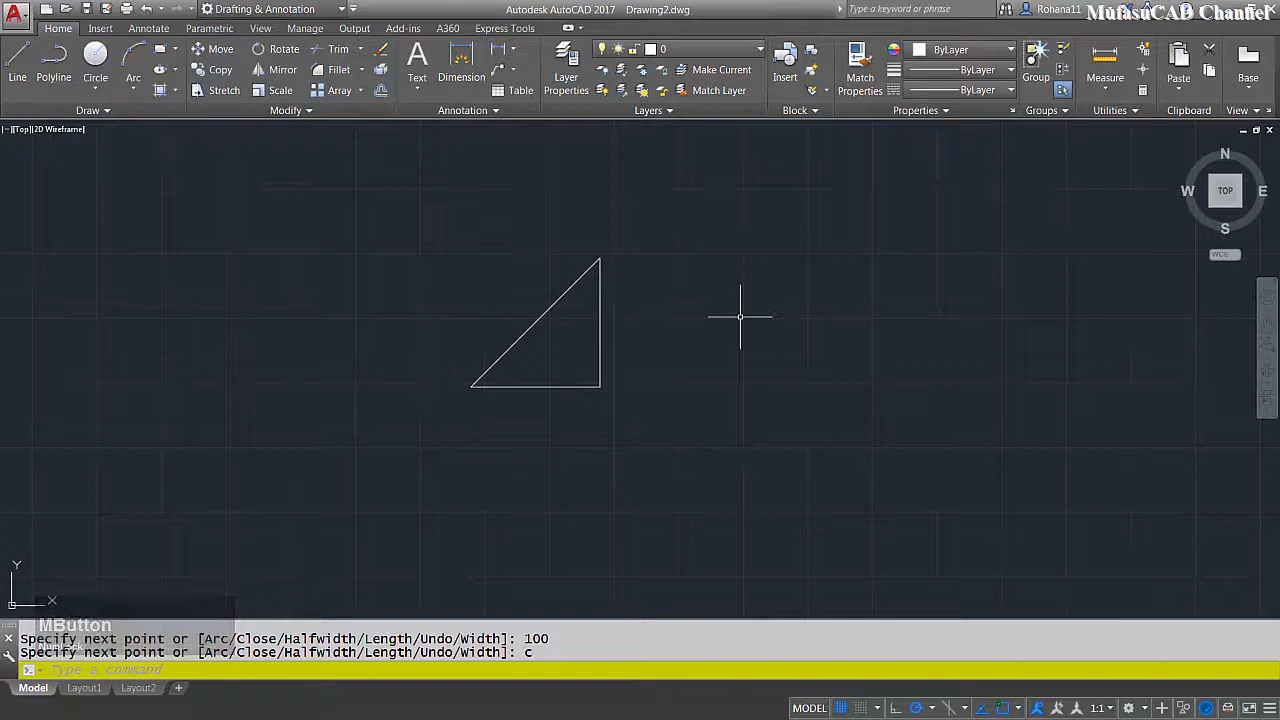 Drafting & Annotation
Autodesk AutoCAD 2017 Drawing2.dwg
Type a keyword or phrase
Rohana11
MufasuCAD Channel
Home Insert Annotate Parametric View Manage Output Add-ins A360 Express Tools
Line Polyline Circle Arc
Move Rotate Trim
Copy Mirror Fillet
Stretch Scale Array
Text Dimension Table
Layer Properties
0
Make Current
Match Layer
Insert
Match Properties
ByLayer
ByLayer
ByLayer
Group
Measure
Paste
Base
Draw Modify Annotation Layers Block Properties Groups Utilities Clipboard View
[−][Top][2D Wireframe]
N
W TOP E
S
WCS
Y
X
MButton
NumLock
Specify next point or [Arc/Close/Halfwidth/Length/Undo/Width]: 100
Specify next point or [Arc/Close/Halfwidth/Length/Undo/Width]: c
Type a command
Model Layout1 Layout2 +
MODEL 1:1